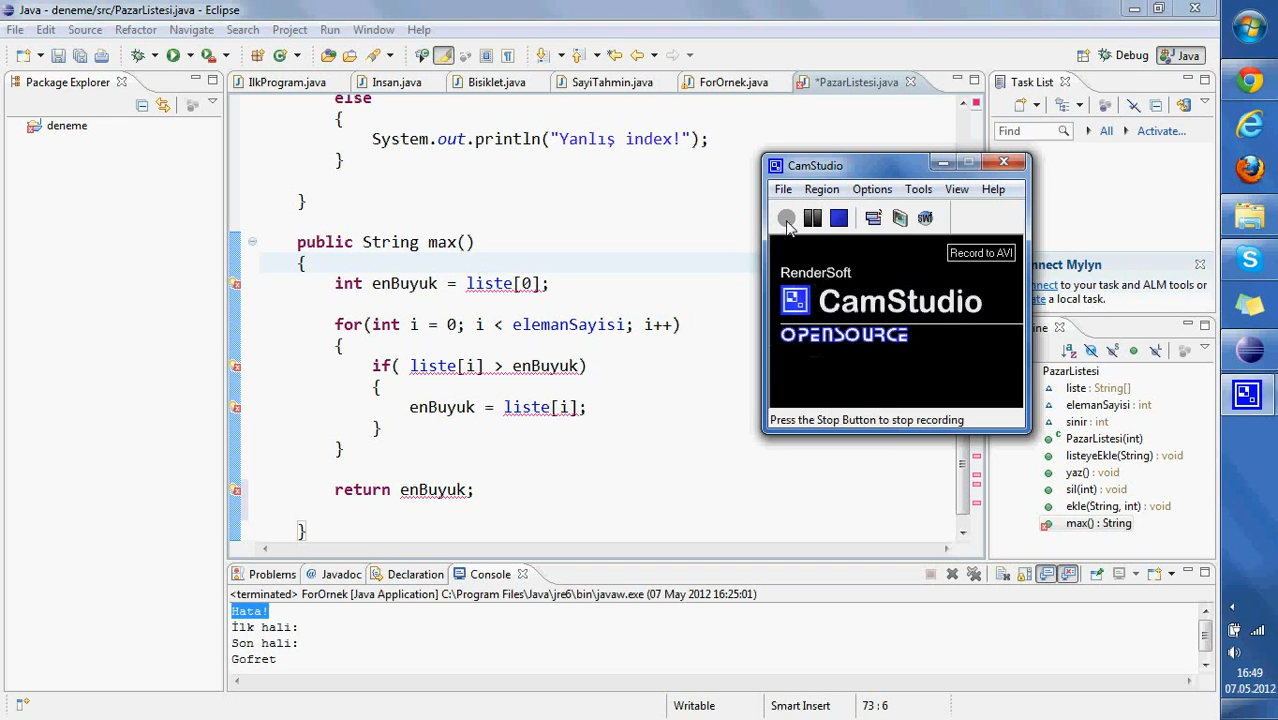 Java - deneme/src/PazarListesi.java - Eclipse
File Edit Source Refactor Navigate Search Project Run Window Help
Debug Java
Package Explorer
deneme
IlkProgram.java Insan.java Bisiklet.java SayiTahmin.java ForOrnek.java *PazarListesi.java
else
{
System.out.println("Yanlış index!");
}
}
public String max()
{
int enBuyuk = liste[0];
for(int i = 0; i < elemanSayisi; i++)
{
if( liste[i] > enBuyuk)
{
enBuyuk = liste[i];
}
}
return enBuyuk;
}
CamStudio
File Region Options Tools View Help
Record to AVI
RenderSoft
CamStudio
OPENSOURCE
Press the Stop Button to stop recording
Task List
Find All Activate...
nnect Mylyn
nnect to your task and ALM tools or
ate a local task.
ine
PazarListesi
liste : String[]
elemanSayisi : int
sinir : int
PazarListesi(int)
listeyeEkle(String) : void
yaz() : void
sil(int) : void
ekle(String, int) : void
max() : String
Problems Javadoc Declaration Console
<terminated> ForOrnek [Java Application] C:\Program Files\Java\jre6\bin\javaw.exe (07 May 2012 16:25:01)
Hata!
İlk hali:
Son hali:
Gofret
Writable Smart Insert 73 : 6
16:49
07.05.2012